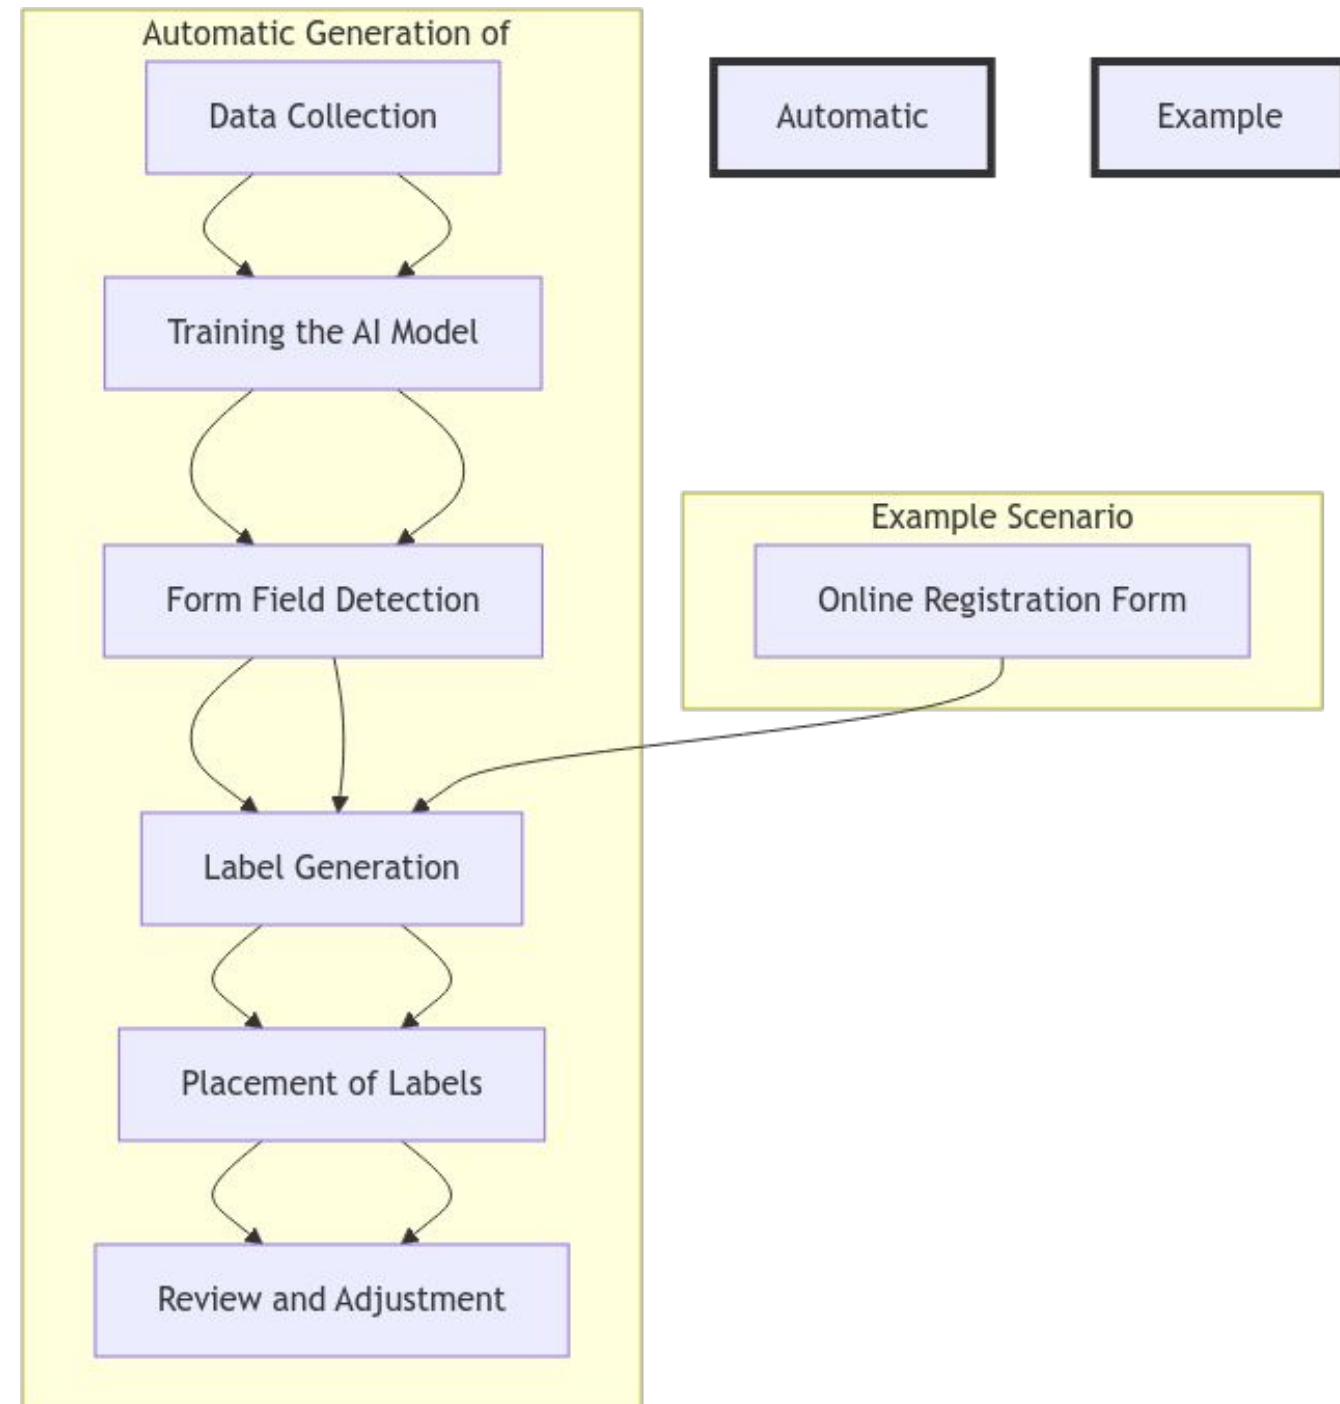 Automatic Generation of
Data Collection
Automatic
Example
Training the AI Model
Example Scenario
Form Field Detection
Online Registration Form
Label Generation
Placement of Labels
Review and Adjustment